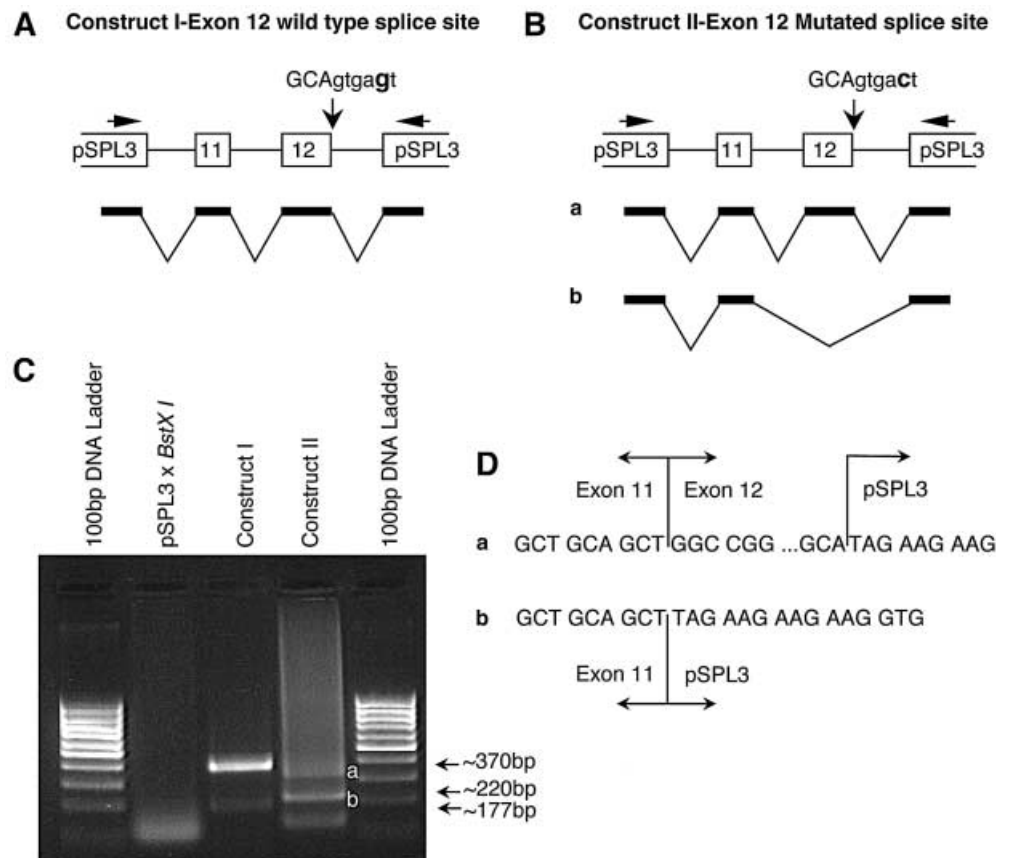 A Construct I-Exon 12 wild type splice site
GCAgtgagt
pSPL3 11 12 pSPL3
B Construct II-Exon 12 Mutated splice site
GCAgtgact
pSPL3 11 12 pSPL3
a
b
C
100bp DNA Ladder
pSPL3 x BstX I
Construct I
Construct II
100bp DNA Ladder
a
b
~370bp
~220bp
~177bp
D
Exon 11 Exon 12 pSPL3
a GCT GCA GCT GGC CGG ...GCATAG AAG AAG
b GCT GCA GCT TAG AAG AAG AAG GTG
Exon 11 pSPL3